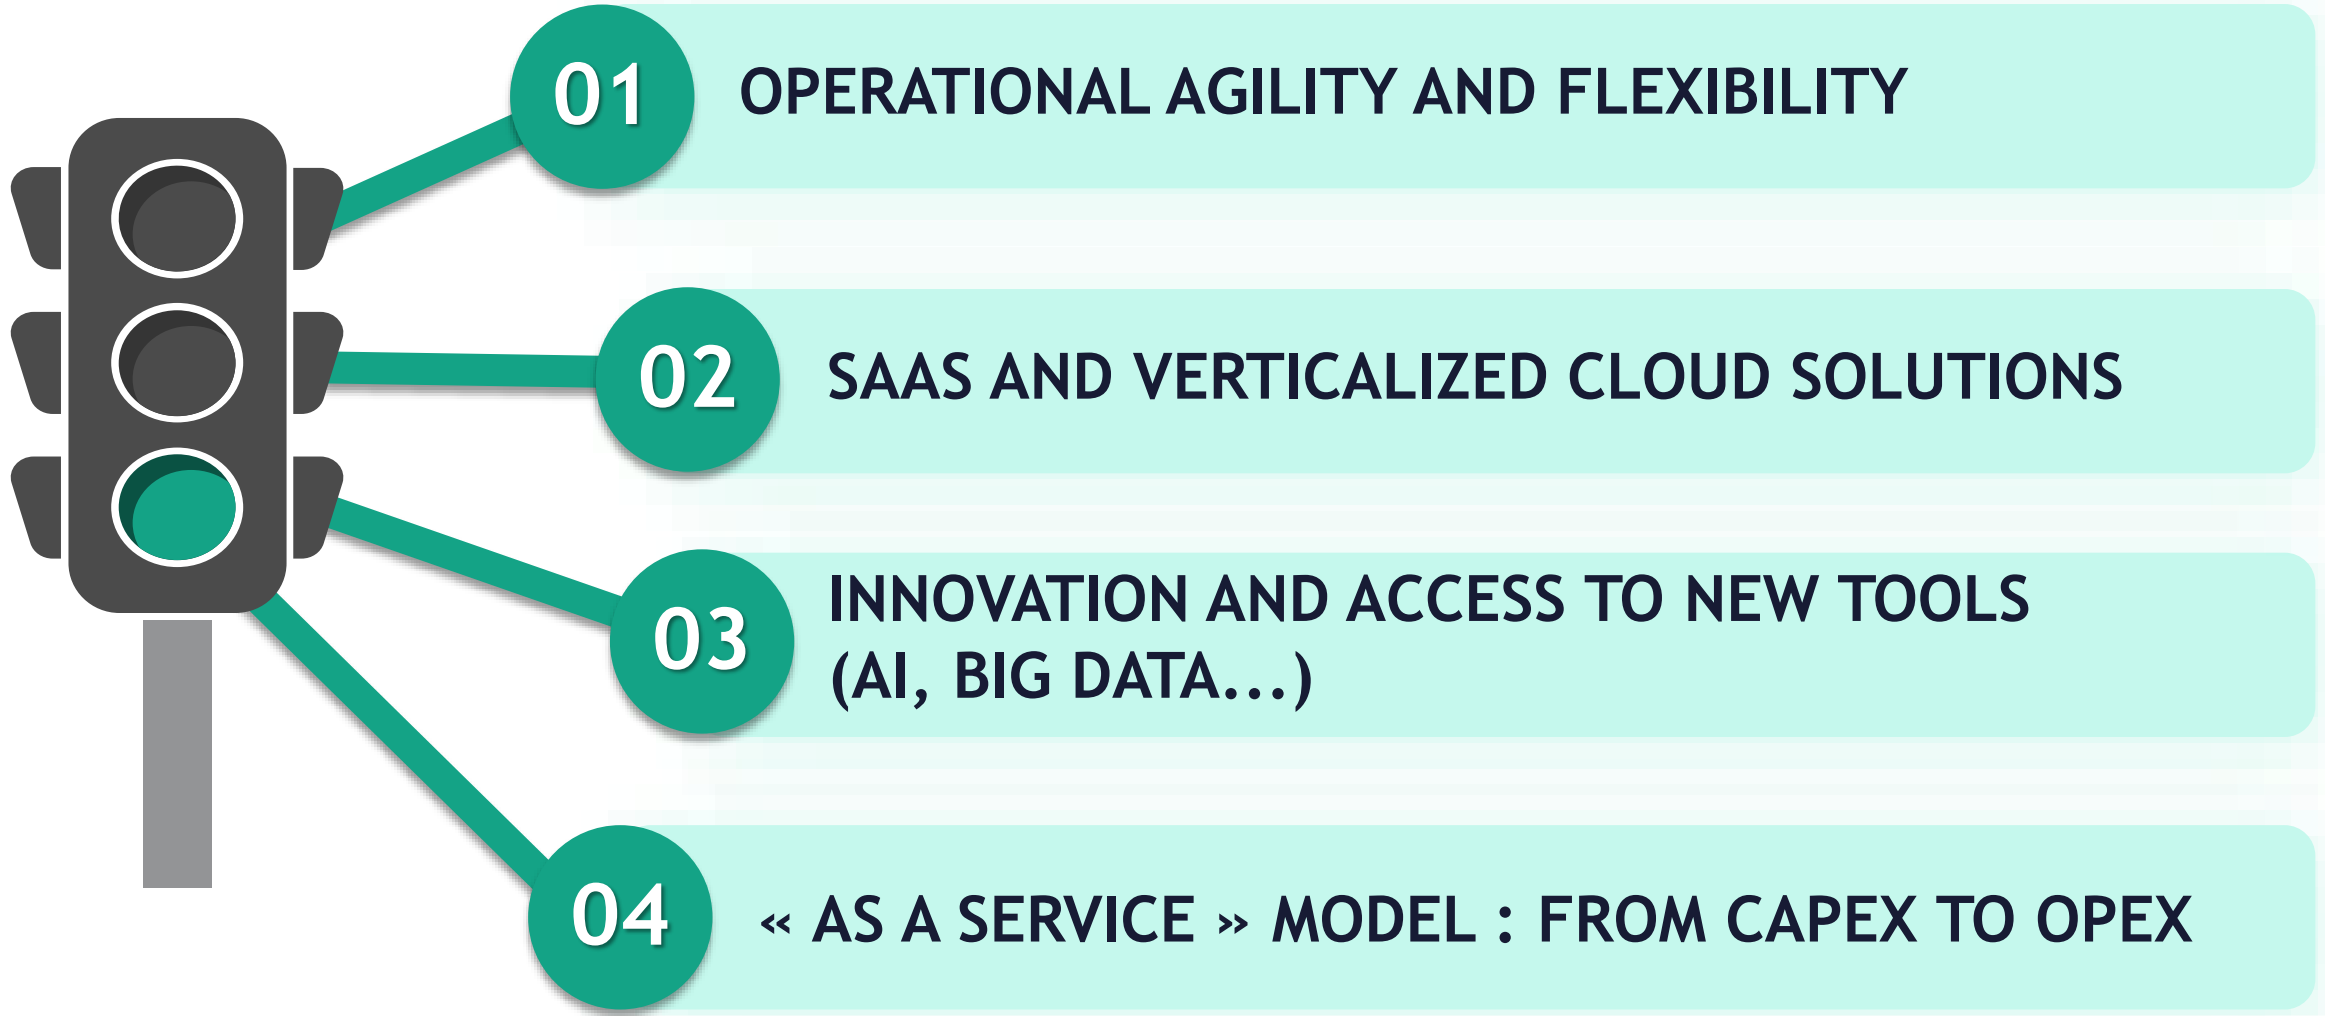 01
OPERATIONAL AGILITY AND FLEXIBILITY
02
SAAS AND VERTICALIZED CLOUD SOLUTIONS
03
INNOVATION AND ACCESS TO NEW TOOLS
(AI, BIG DATA...)
04
« AS A SERVICE » MODEL : FROM CAPEX TO OPEX